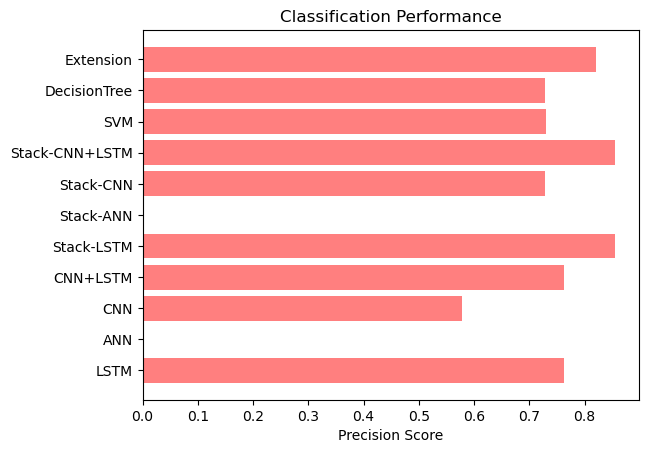 Classification Performance
Extension
DecisionTree
SVM
Stack-CNN+LSTM
Stack-CNN
Stack-ANN
Stack-LSTM
CNN+LSTM
CNN
ANN
LSTM
0.0 0.1 0.2 0.3 0.4 0.5 0.6 0.7 0.8
Precision Score